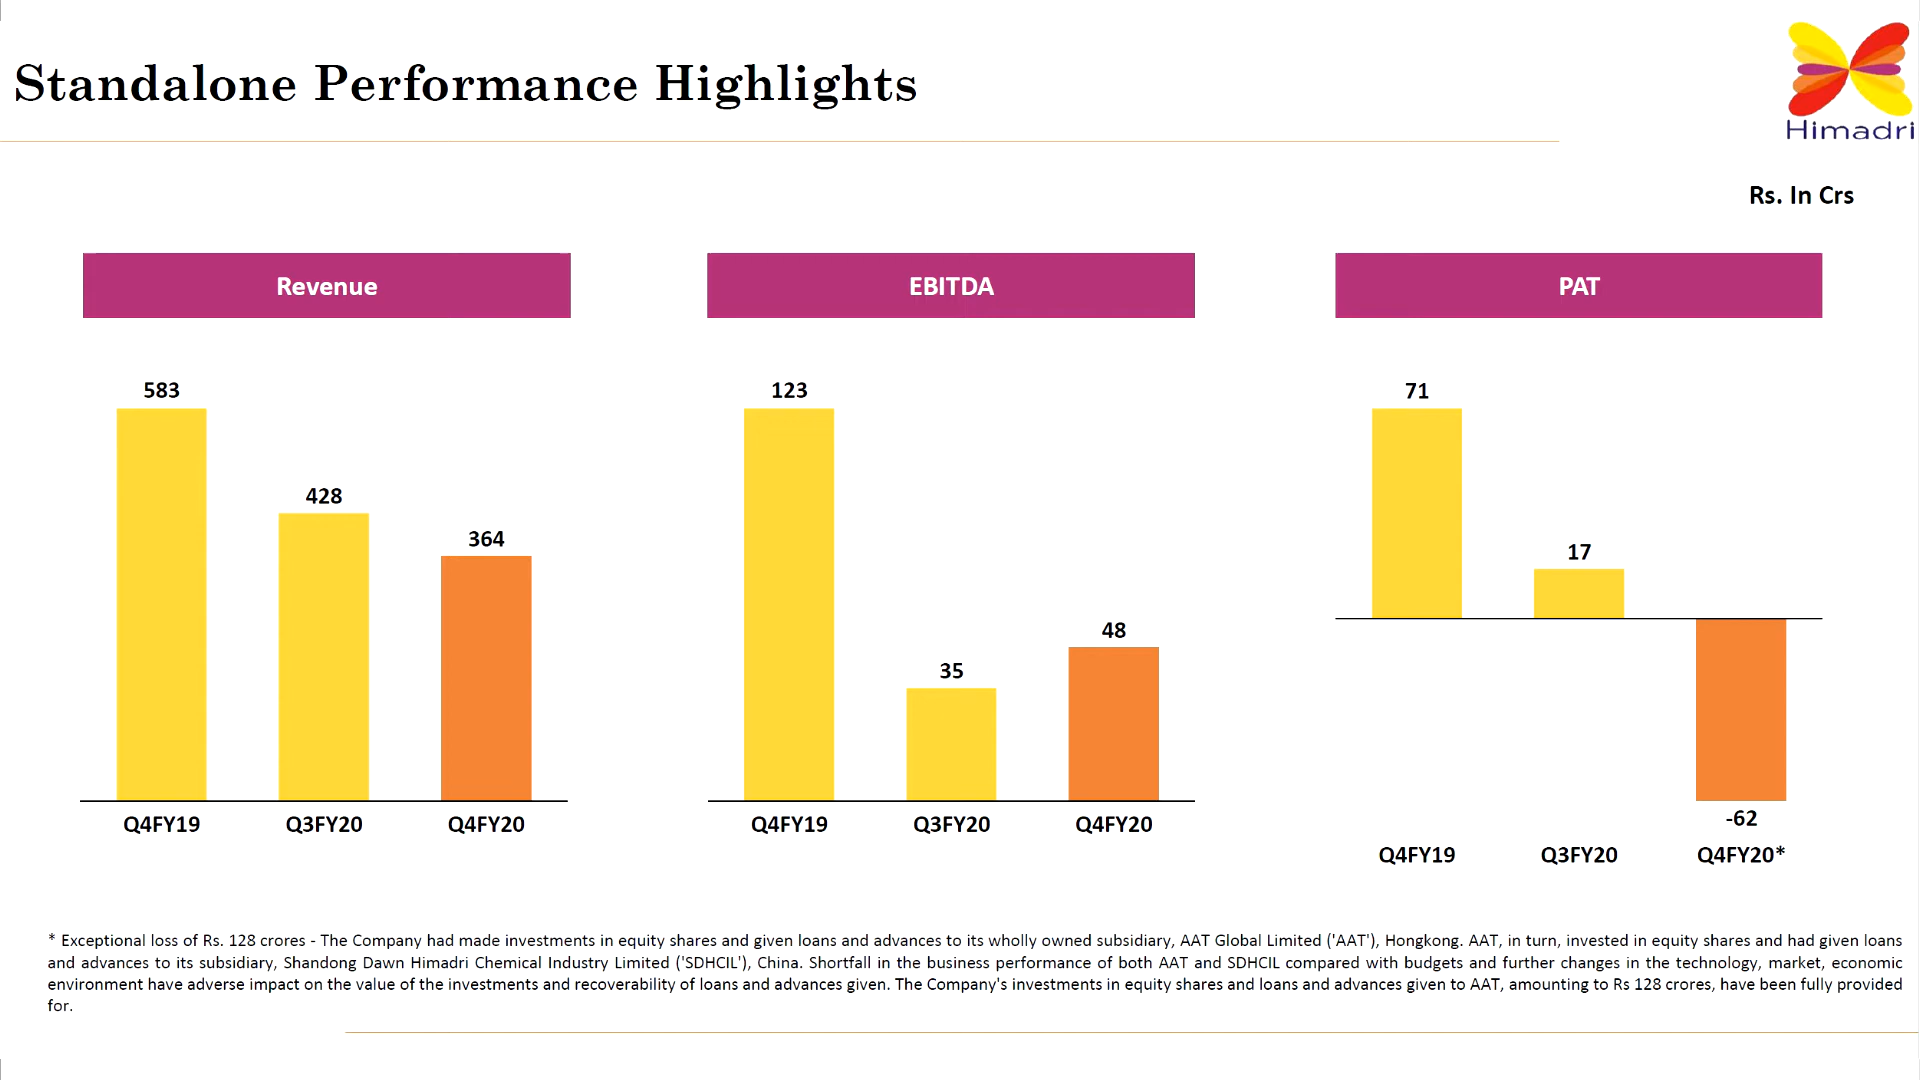 Standalone Performance Highlights
Himadri
Rs. In Crs
Revenue
583
428
364
Q4FY19 Q3FY20 Q4FY20
EBITDA
123
35
48
Q4FY19 Q3FY20 Q4FY20
PAT
71
17
-62
Q4FY19 Q3FY20 Q4FY20*
* Exceptional loss of Rs. 128 crores - The Company had made investments in equity shares and given loans and advances to its wholly owned subsidiary, AAT Global Limited ('AAT'), Hongkong. AAT, in turn, invested in equity shares and had given loans
and advances to its subsidiary, Shandong Dawn Himadri Chemical Industry Limited ('SDHCIL'), China. Shortfall in the business performance of both AAT and SDHCIL compared with budgets and further changes in the technology, market, economic
environment have adverse impact on the value of the investments and recoverability of loans and advances given. The Company's investments in equity shares and loans and advances given to AAT, amounting to Rs 128 crores, have been fully provided
for.